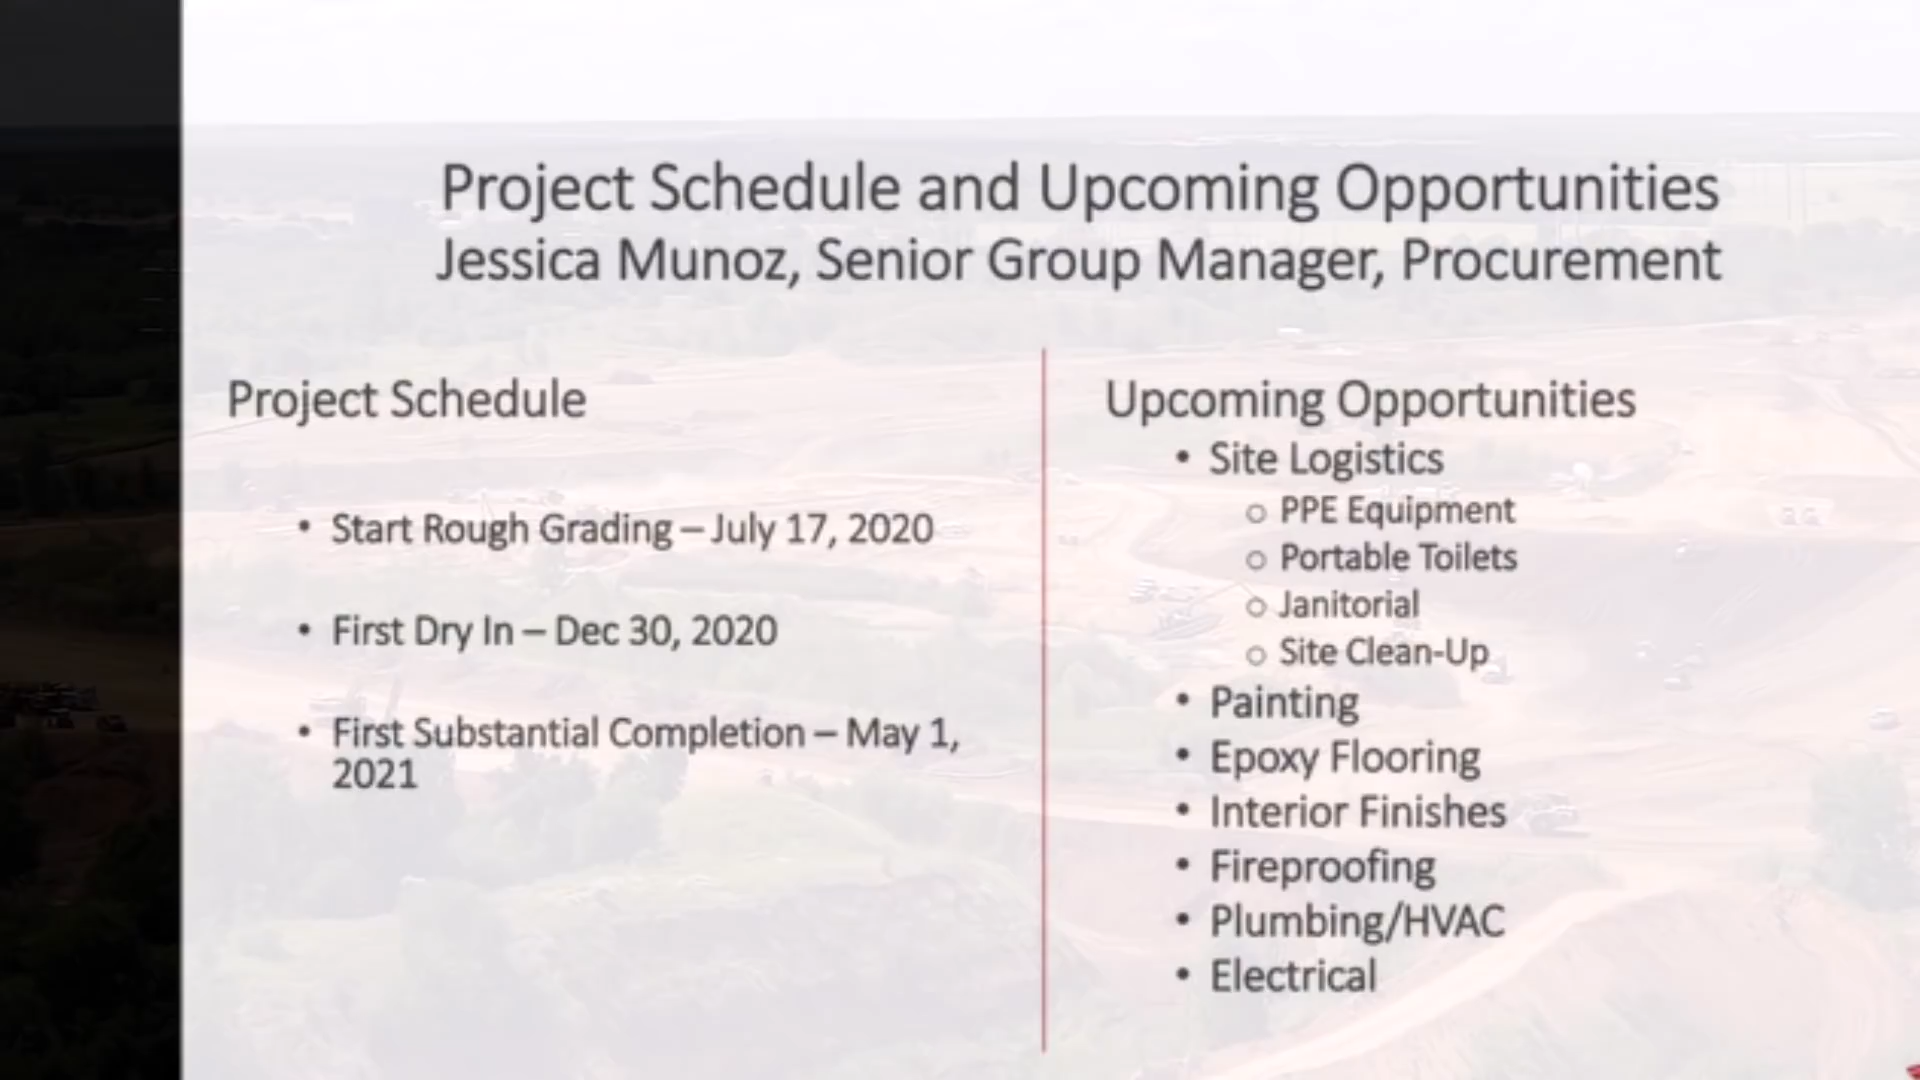 Project Schedule and Upcoming Opportunities
Jessica Munoz, Senior Group Manager, Procurement
Project Schedule
• Start Rough Grading – July 17, 2020
• First Dry In – Dec 30, 2020
• First Substantial Completion – May 1,
2021
Upcoming Opportunities
• Site Logistics
o PPE Equipment
o Portable Toilets
o Janitorial
o Site Clean-Up
• Painting
• Epoxy Flooring
• Interior Finishes
• Fireproofing
• Plumbing/HVAC
• Electrical